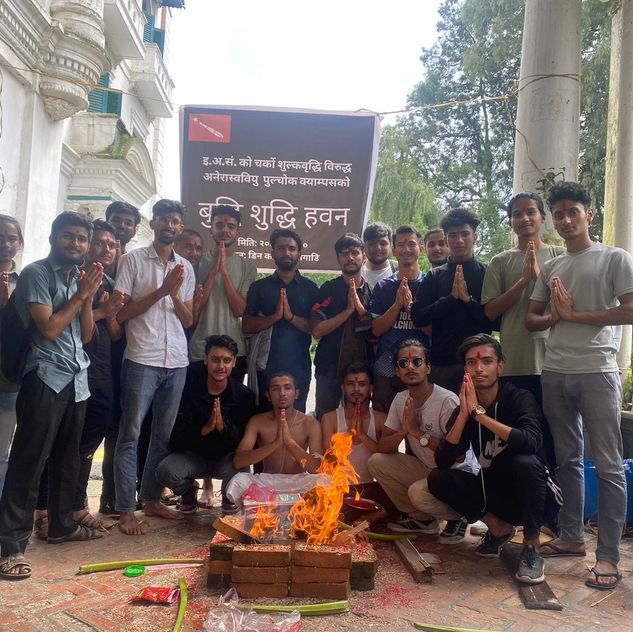 इ.अ.सं. को चर्को शुल्कवृद्धि विरुद्ध
अनेरास्ववियु पुल्चोक क्याम्पसको
बुद्धि शुद्धि हवन
मिति: २०
डिन